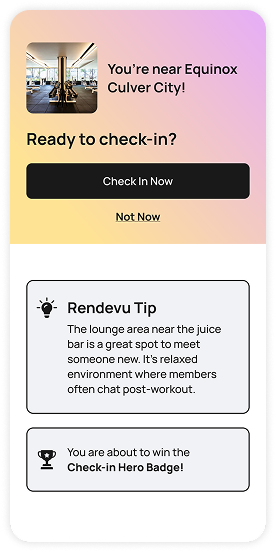 You're near Equinox
Culver City!
Ready to check-in?
Check In Now
Not Now
Rendevu Tip
The lounge area near the juice
bar is a great spot to meet
someone new. It's relaxed
environment where members
often chat post-workout.
You are about to win the
Check-in Hero Badge!